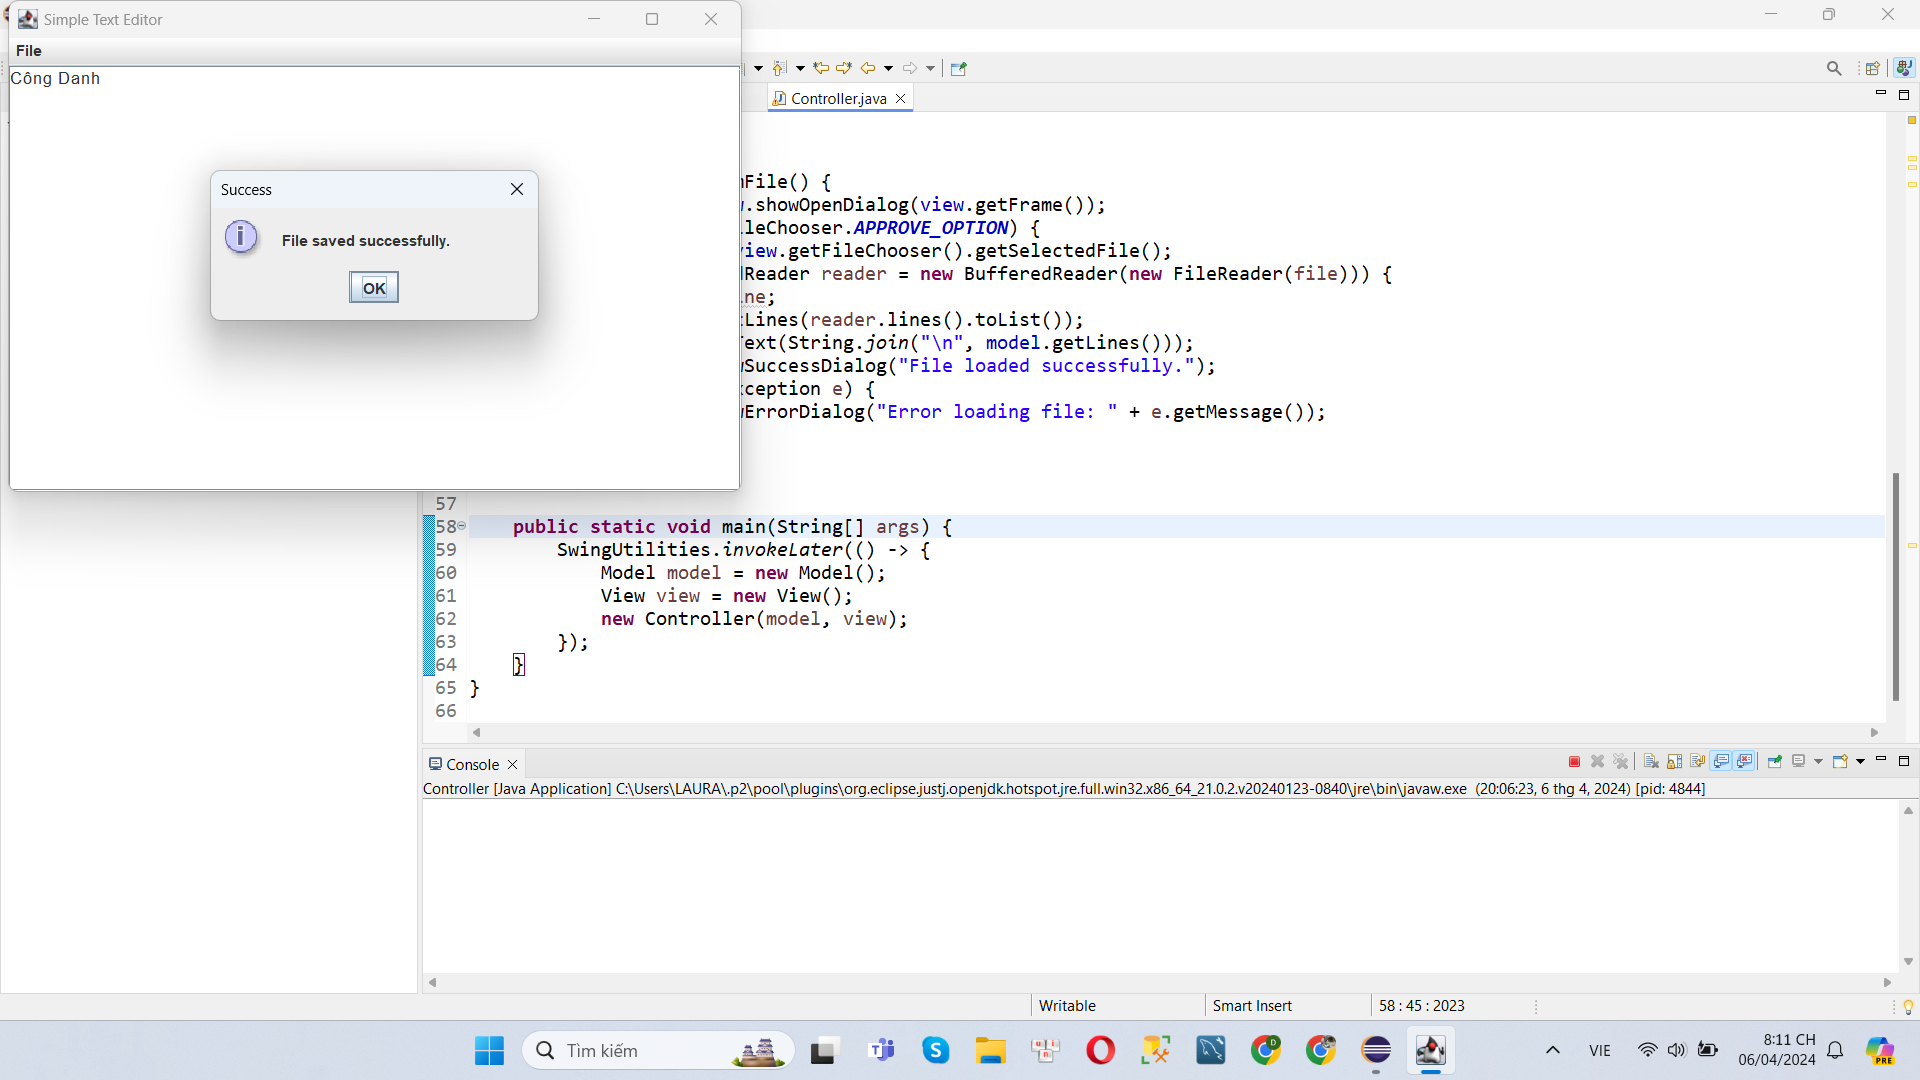 Simple Text Editor
File
Công Danh
Success
File saved successfully.
OK
Controller.java
File() {
.showOpenDialog(view.getFrame());
leChooser.APPROVE_OPTION) {
view.getFileChooser().getSelectedFile();
Reader reader = new BufferedReader(new FileReader(file))) {
ne;
Lines(reader.lines().toList());
Text(String.join("\n", model.getLines()));
SuccessDialog("File loaded successfully.");
ception e) {
ErrorDialog("Error loading file: " + e.getMessage());
57
58 public static void main(String[] args) {
59 SwingUtilities.invokeLater(() -> {
60 Model model = new Model();
61 View view = new View();
62 new Controller(model, view);
63 });
64 }
65 }
66
Console
Controller [Java Application] C:\Users\LAURA\.p2\pool\plugins\org.eclipse.justj.openjdk.hotspot.jre.full.win32.x86_64_21.0.2.v20240123-0840\jre\bin\javaw.exe (20:06:23, 6 thg 4, 2024) [pid: 4844]
Writable
Smart Insert
58 : 45 : 2023
Tìm kiếm
VIE
8:11 CH
06/04/2024
PRE